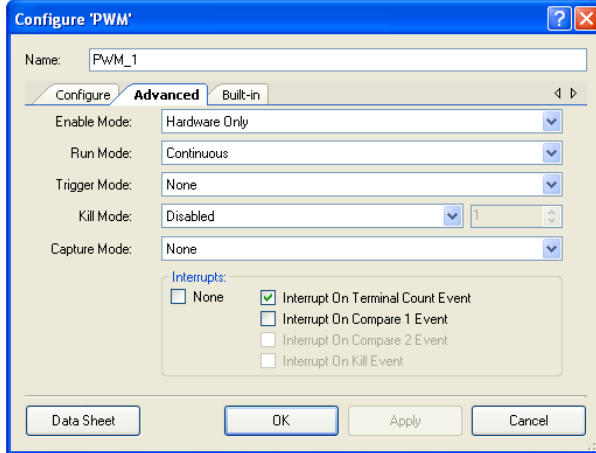 Configure 'PWM'
Name: PWM_1
Configure Advanced Built-in
Enable Mode: Hardware Only
Run Mode: Continuous
Trigger Mode: None
Kill Mode: Disabled 1
Capture Mode: None
Interrupts:
None Interrupt On Terminal Count Event
Interrupt On Compare 1 Event
Interrupt On Compare 2 Event
Interrupt On Kill Event
Data Sheet OK Apply Cancel